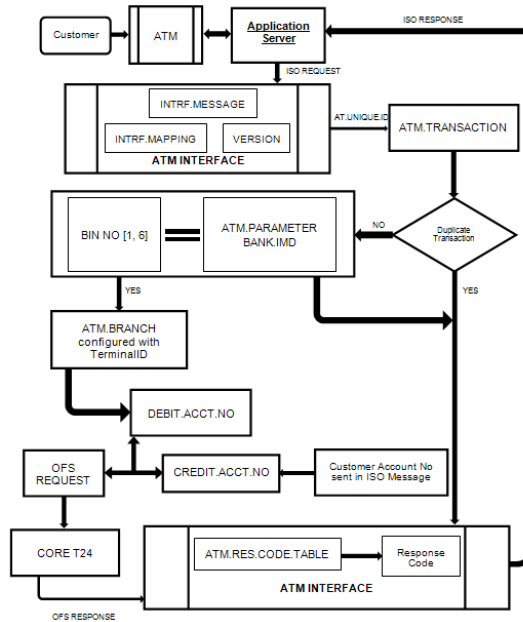 ISO RESPONSE
Customer
ATM
Application
Server
ISO REQUEST
INTRF.MESSAGE
INTRF.MAPPING
VERSION
ATM INTERFACE
AT.UNIQUE.ID
ATM.TRANSACTION
BIN NO [1, 6]
ATM.PARAMETER
BANK.IMD
NO
Duplicate
Transaction
YES
YES
ATM.BRANCH
configured with
TerminalID
DEBIT.ACCT.NO
OFS
REQUEST
CREDIT.ACCT.NO
Customer Account No
sent in ISO Message
CORE T24
ATM.RES.CODE.TABLE
Response
Code
ATM INTERFACE
OFS RESPONSE